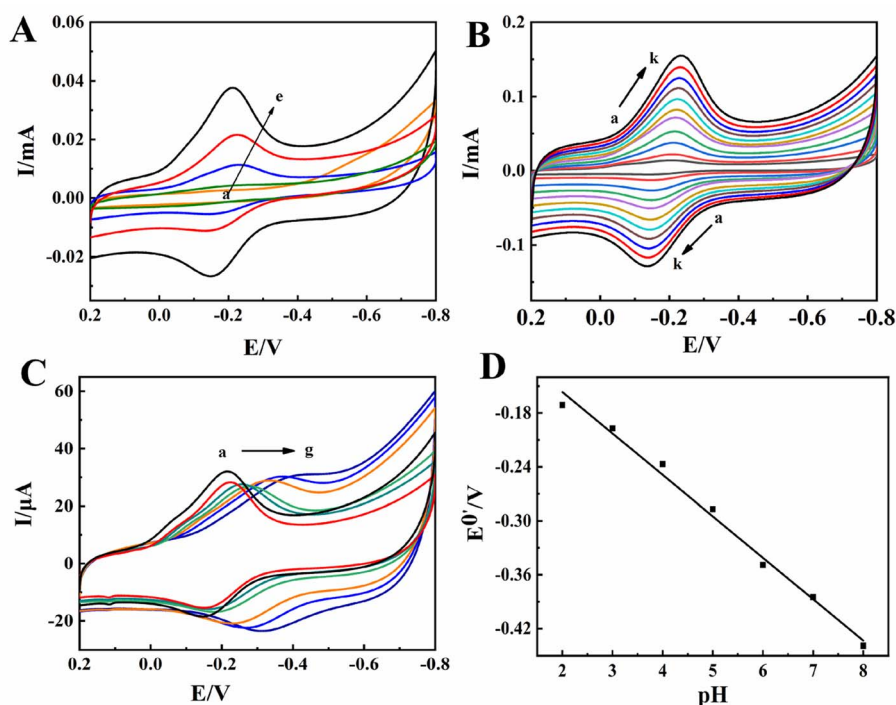 A
0.06
0.04
0.02
0.00
-0.02
I/mA
e
a
0.2
0.0
-0.2
-0.4
-0.6
-0.8
E/V
B
0.2
0.1
0.0
-0.1
I/mA
k
a
a
k
0.2
0.0
-0.2
-0.4
-0.6
-0.8
E/V
C
60
40
20
0
-20
I/μA
a
g
0.2
0.0
-0.2
-0.4
-0.6
-0.8
E/V
D
-0.18
-0.24
-0.30
-0.36
-0.42
E0'/V
2
3
4
5
6
7
8
pH